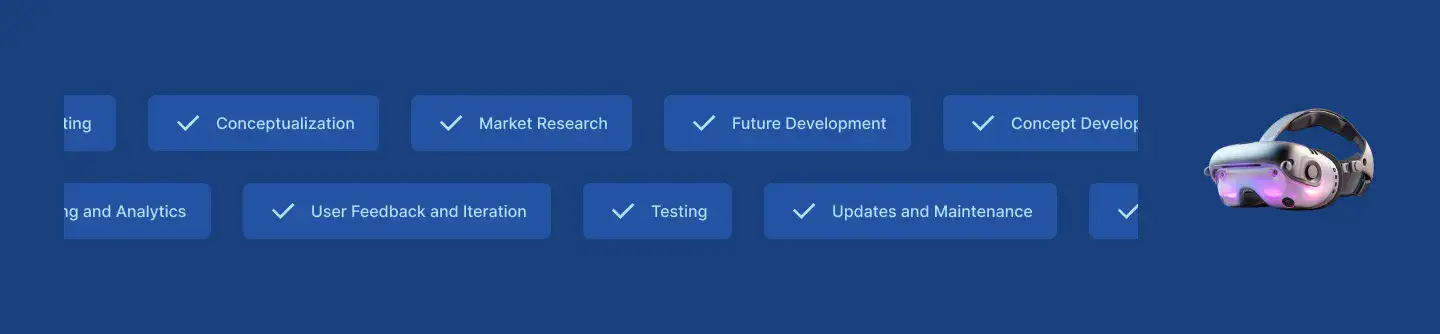 ting
Conceptualization
Market Research
Future Development
Concept Develop
ng and Analytics
User Feedback and Iteration
Testing
Updates and Maintenance